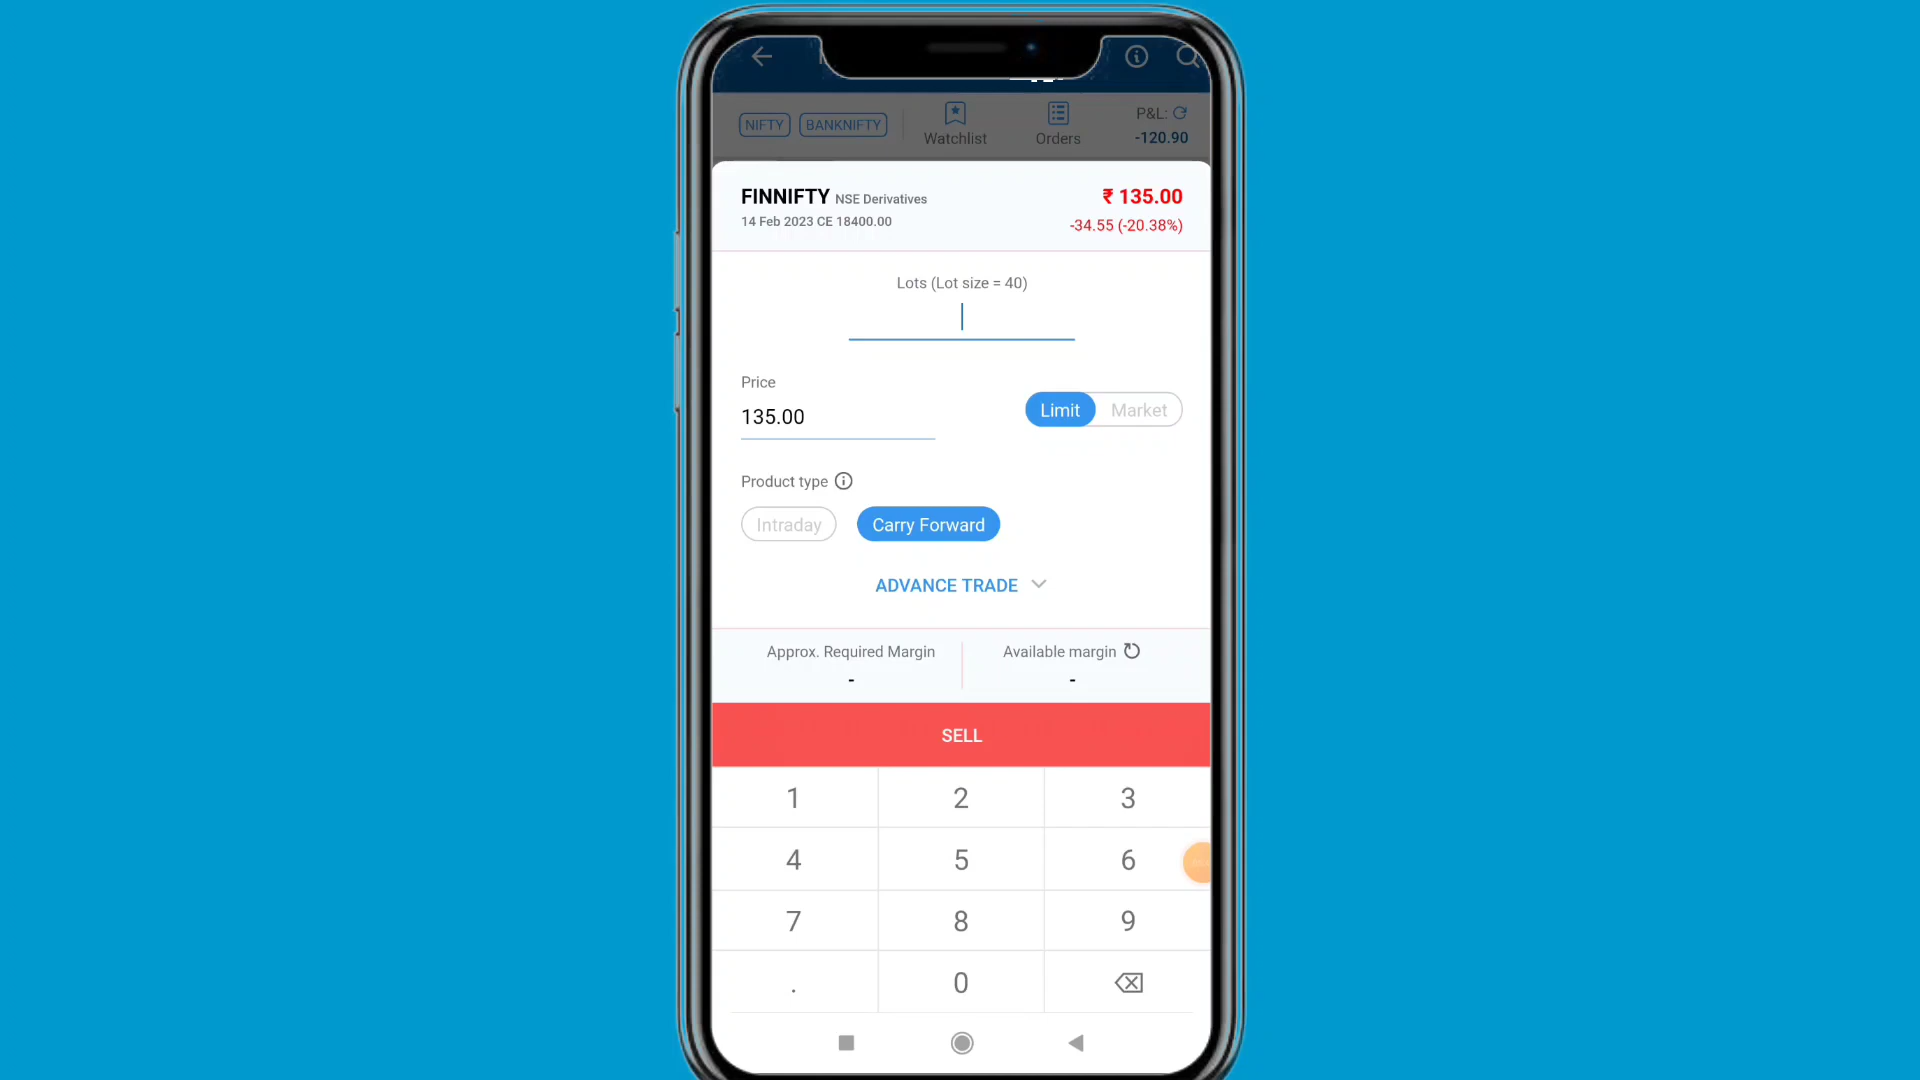 NIFTY BANKNIFTY Watchlist Orders P&L: -120.90
FINNIFTY NSE Derivatives ₹ 135.00
14 Feb 2023 CE 18400.00 -34.55 (-20.38%)
Lots (Lot size = 40)
Price
135.00 Limit Market
Product type
Intraday Carry Forward
ADVANCE TRADE
Approx. Required Margin Available margin
- -
SELL
1 2 3
4 5 6
7 8 9
. 0